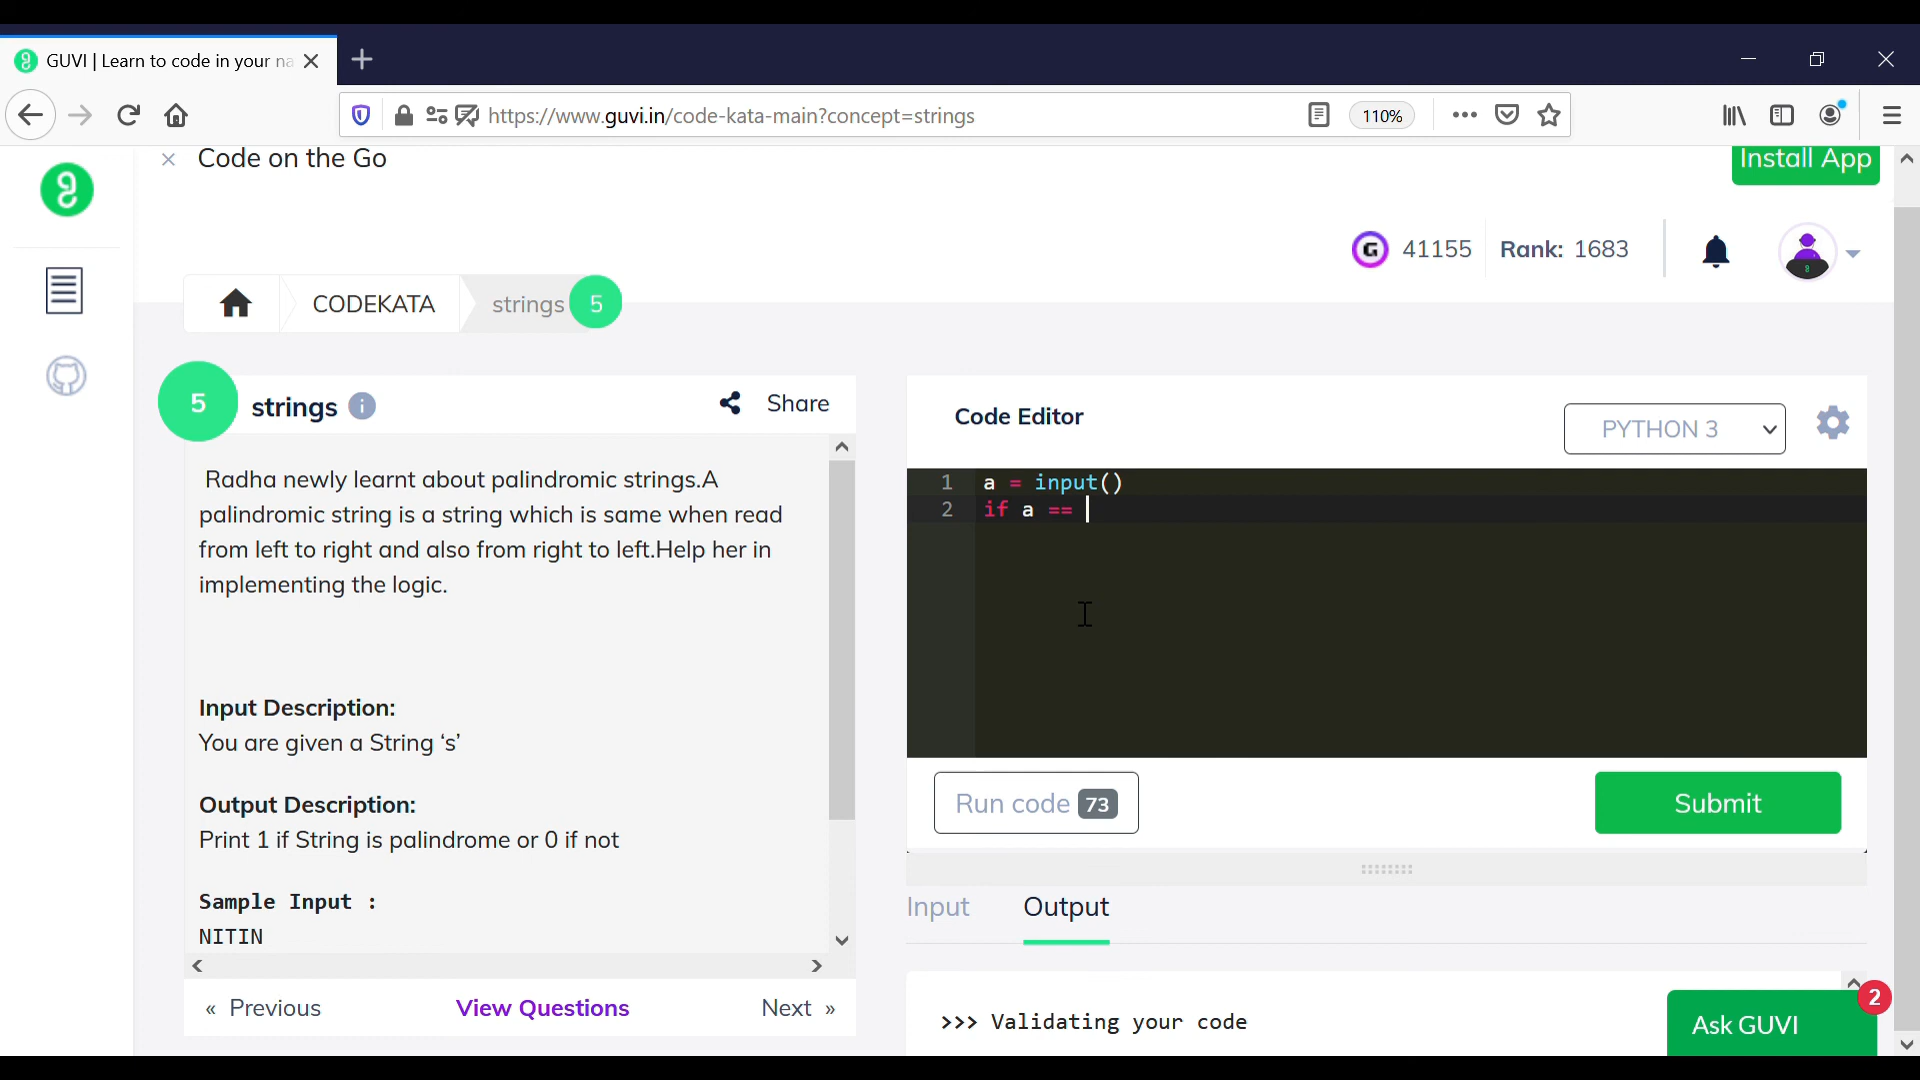 GUVI | Learn to code in your na
https://www.guvi.in/code-kata-main?concept=strings
110%
Code on the Go
Install App
G 41155
Rank: 1683
CODEKATA
strings 5
5 strings i
Share
Radha newly learnt about palindromic strings.A
palindromic string is a string which is same when read
from left to right and also from right to left.Help her in
implementing the logic.
Input Description:
You are given a String ‘s’
Output Description:
Print 1 if String is palindrome or 0 if not
Sample Input :
NITIN
« Previous
View Questions
Next »
Code Editor
PYTHON 3
1 a = input()
2 if a ==
Run code 73
Submit
Input
Output
>>> Validating your code
Ask GUVI
2